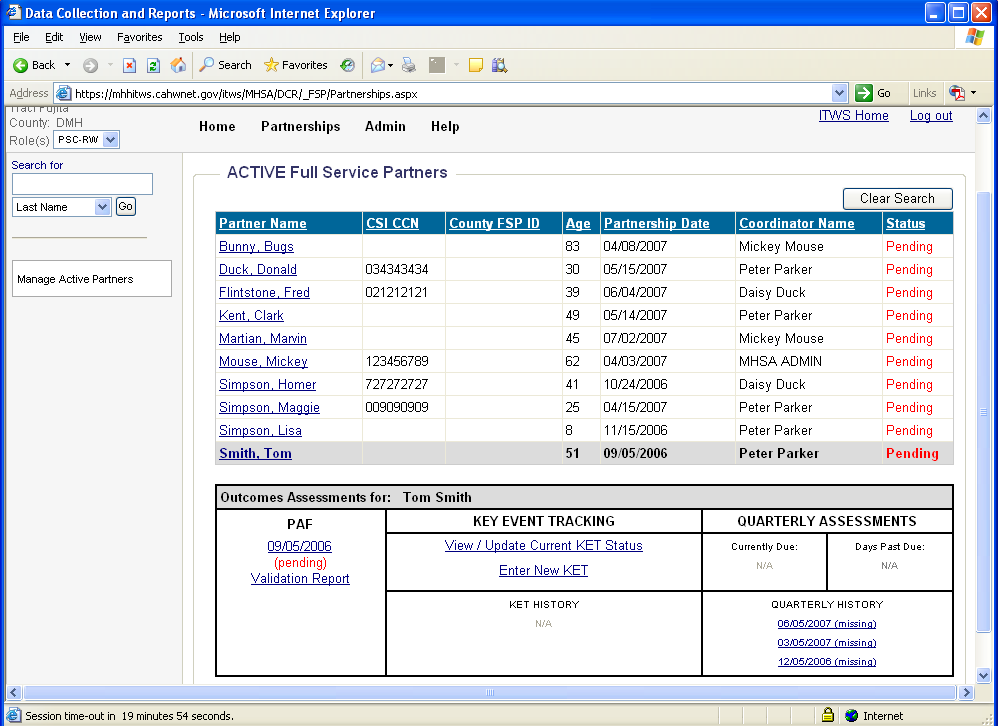 Data Collection and Reports - Microsoft Internet Explorer
File Edit View Favorites Tools Help
Back Search Favorites
Address https://mhhitws.cahwnet.gov/itws/MHSA/DCR/_FSP/Partnerships.aspx Go Links
Traci Fujita
County: DMH
Role(s) PSC-RW
Home Partnerships Admin Help
ITWS Home Log out
Search for
Last Name Go
Manage Active Partners
ACTIVE Full Service Partners
Clear Search
Partner Name CSI CCN County FSP ID Age Partnership Date Coordinator Name Status
Bunny, Bugs 83 04/08/2007 Mickey Mouse Pending
Duck, Donald 034343434 30 05/15/2007 Peter Parker Pending
Flintstone, Fred 021212121 39 06/04/2007 Daisy Duck Pending
Kent, Clark 49 05/14/2007 Peter Parker Pending
Martian, Marvin 45 07/02/2007 Mickey Mouse Pending
Mouse, Mickey 123456789 62 04/03/2007 MHSA ADMIN Pending
Simpson, Homer 727272727 41 10/24/2006 Daisy Duck Pending
Simpson, Maggie 009090909 25 04/15/2007 Peter Parker Pending
Simpson, Lisa 8 11/15/2006 Peter Parker Pending
Smith, Tom 51 09/05/2006 Peter Parker Pending
Outcomes Assessments for: Tom Smith
PAF
09/05/2006
(pending)
Validation Report
KEY EVENT TRACKING
View / Update Current KET Status
Enter New KET
KET HISTORY
N/A
QUARTERLY ASSESSMENTS
Currently Due: Days Past Due:
N/A N/A
QUARTERLY HISTORY
06/05/2007 (missing)
03/05/2007 (missing)
12/05/2006 (missing)
Session time-out in 19 minutes 54 seconds. Internet